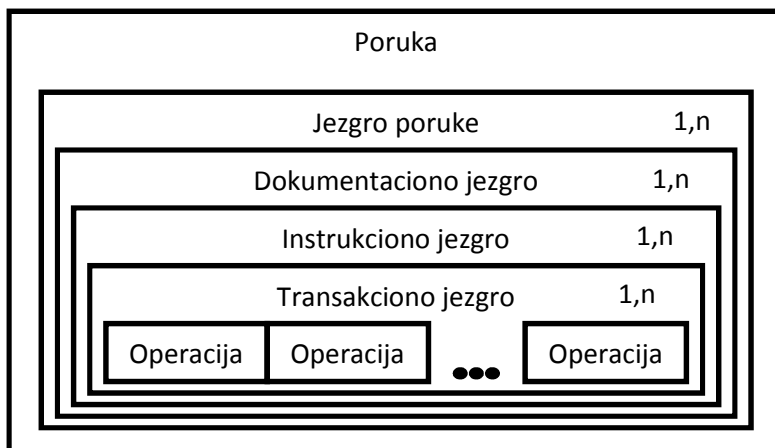 Poruka
Jezgro poruke 1,n
Dokumentaciono jezgro 1,n
Instrukciono jezgro 1,n
Transakciono jezgro 1,n
Operacija Operacija Operacija